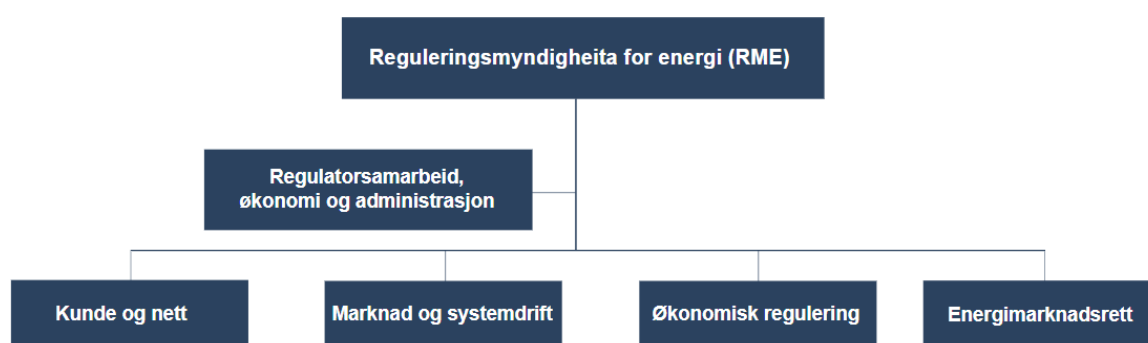 Reguleringsmyndigheita for energi (RME)
Regulatorsamarbeid,
økonomi og administrasjon
Kunde og nett
Marknad og systemdrift
Økonomisk regulering
Energimarknadsrett